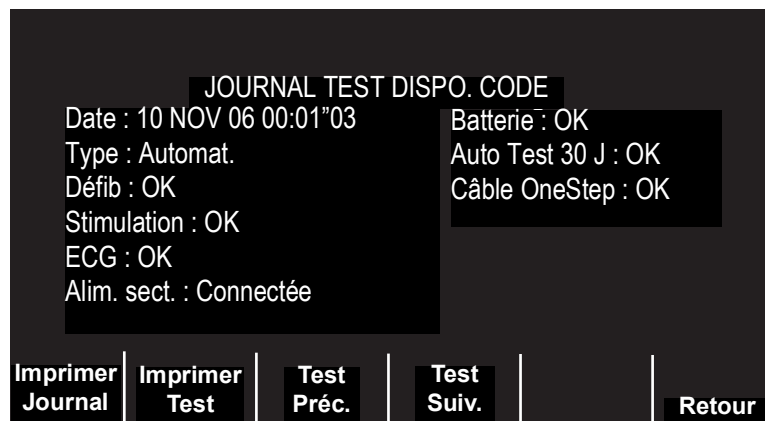 JOURNAL TEST DISPO. CODE
Date : 10 NOV 06 00:01”03
Type : Automat.
Défib : OK
Stimulation : OK
ECG : OK
Alim. sect. : Connectée
Batterie : OK
Auto Test 30 J : OK
Câble OneStep : OK
Imprimer
Journal
Imprimer
Test
Test
Préc.
Test
Suiv.
Retour